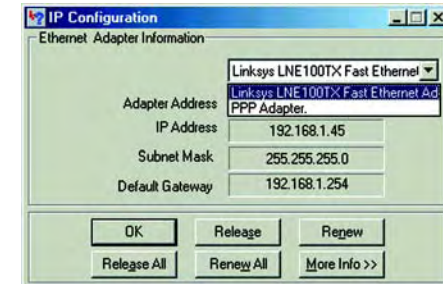 IP Configuration
Ethernet Adapter Information
Linksys LNE100TX Fast Ethernet
Linksys LNE100TX Fast Ethernet Ad
PPP Adapter.
Adapter Address
IP Address 192.168.1.45
Subnet Mask 255.255.255.0
Default Gateway 192.168.1.254
OK Release Renew
Release All Renew All More Info >>